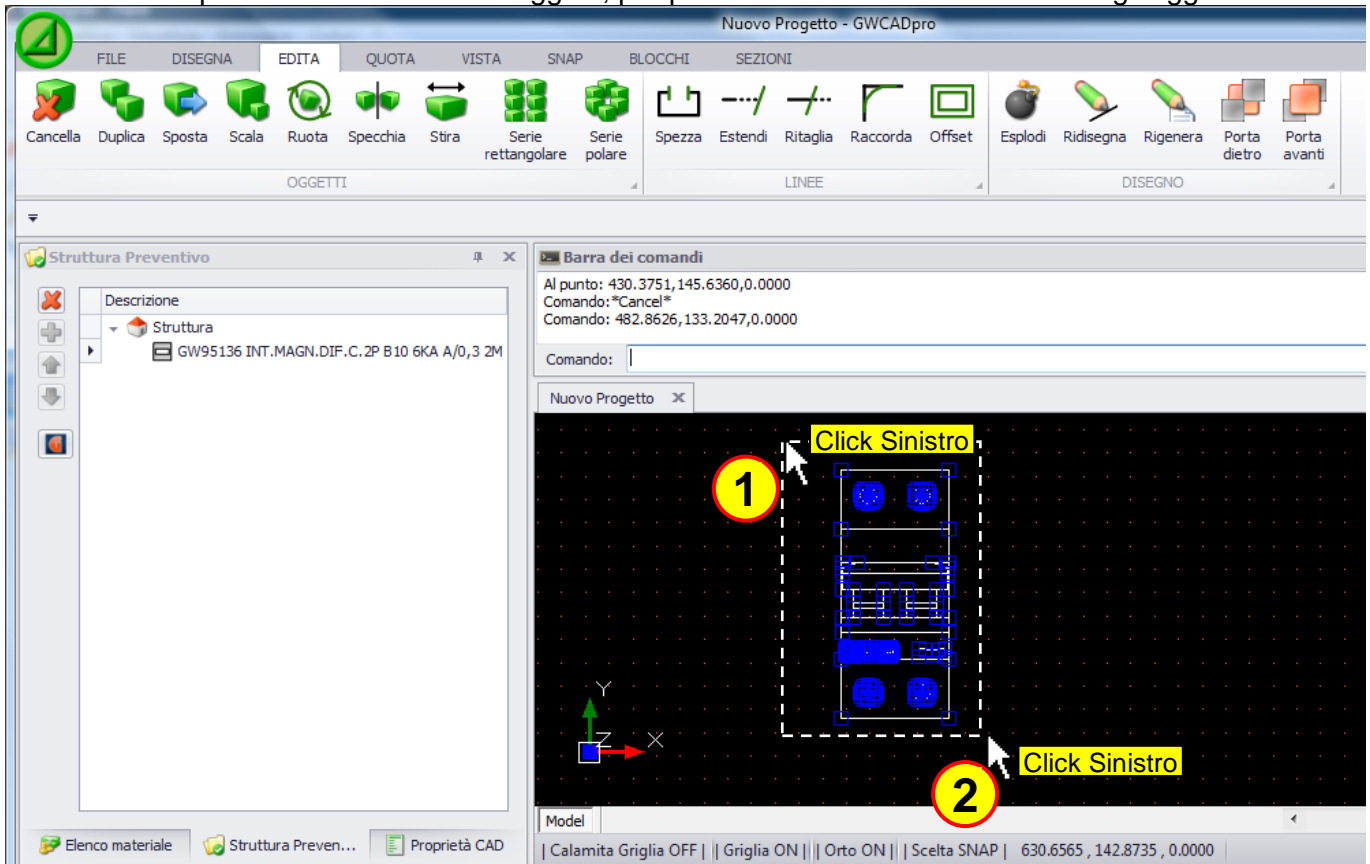 Nuovo Progetto - GWCADpro
FILE DISEGNA EDITA QUOTA VISTA SNAP BLOCCHI SEZIONI
Cancella Duplica Sposta Scala Ruota Specchia Stira Serie rettangolare Serie polare Spezza Estendi Ritaglia Raccorda Offset Esplodi Ridisegna Rigenera Porta dietro Porta avanti
OGGETTI LINEE DISEGNO
Struttura Preventivo
Descrizione
Struttura
GW95136 INT.MAGN.DIF.C.2P B10 6KA A/0,3 2M
Barra dei comandi
Al punto: 430.3751,145.6360,0.0000
Comando:*Cancel*
Comando: 482.8626,133.2047,0.0000
Comando:
Nuovo Progetto
Click Sinistro
1
Y
Z X
Click Sinistro
2
Model
Elenco materiale Struttura Preven... Proprietà CAD
| Calamita Griglia OFF | | Griglia ON | | Orto ON | | Scelta SNAP | 630.6565 , 142.8735 , 0.0000